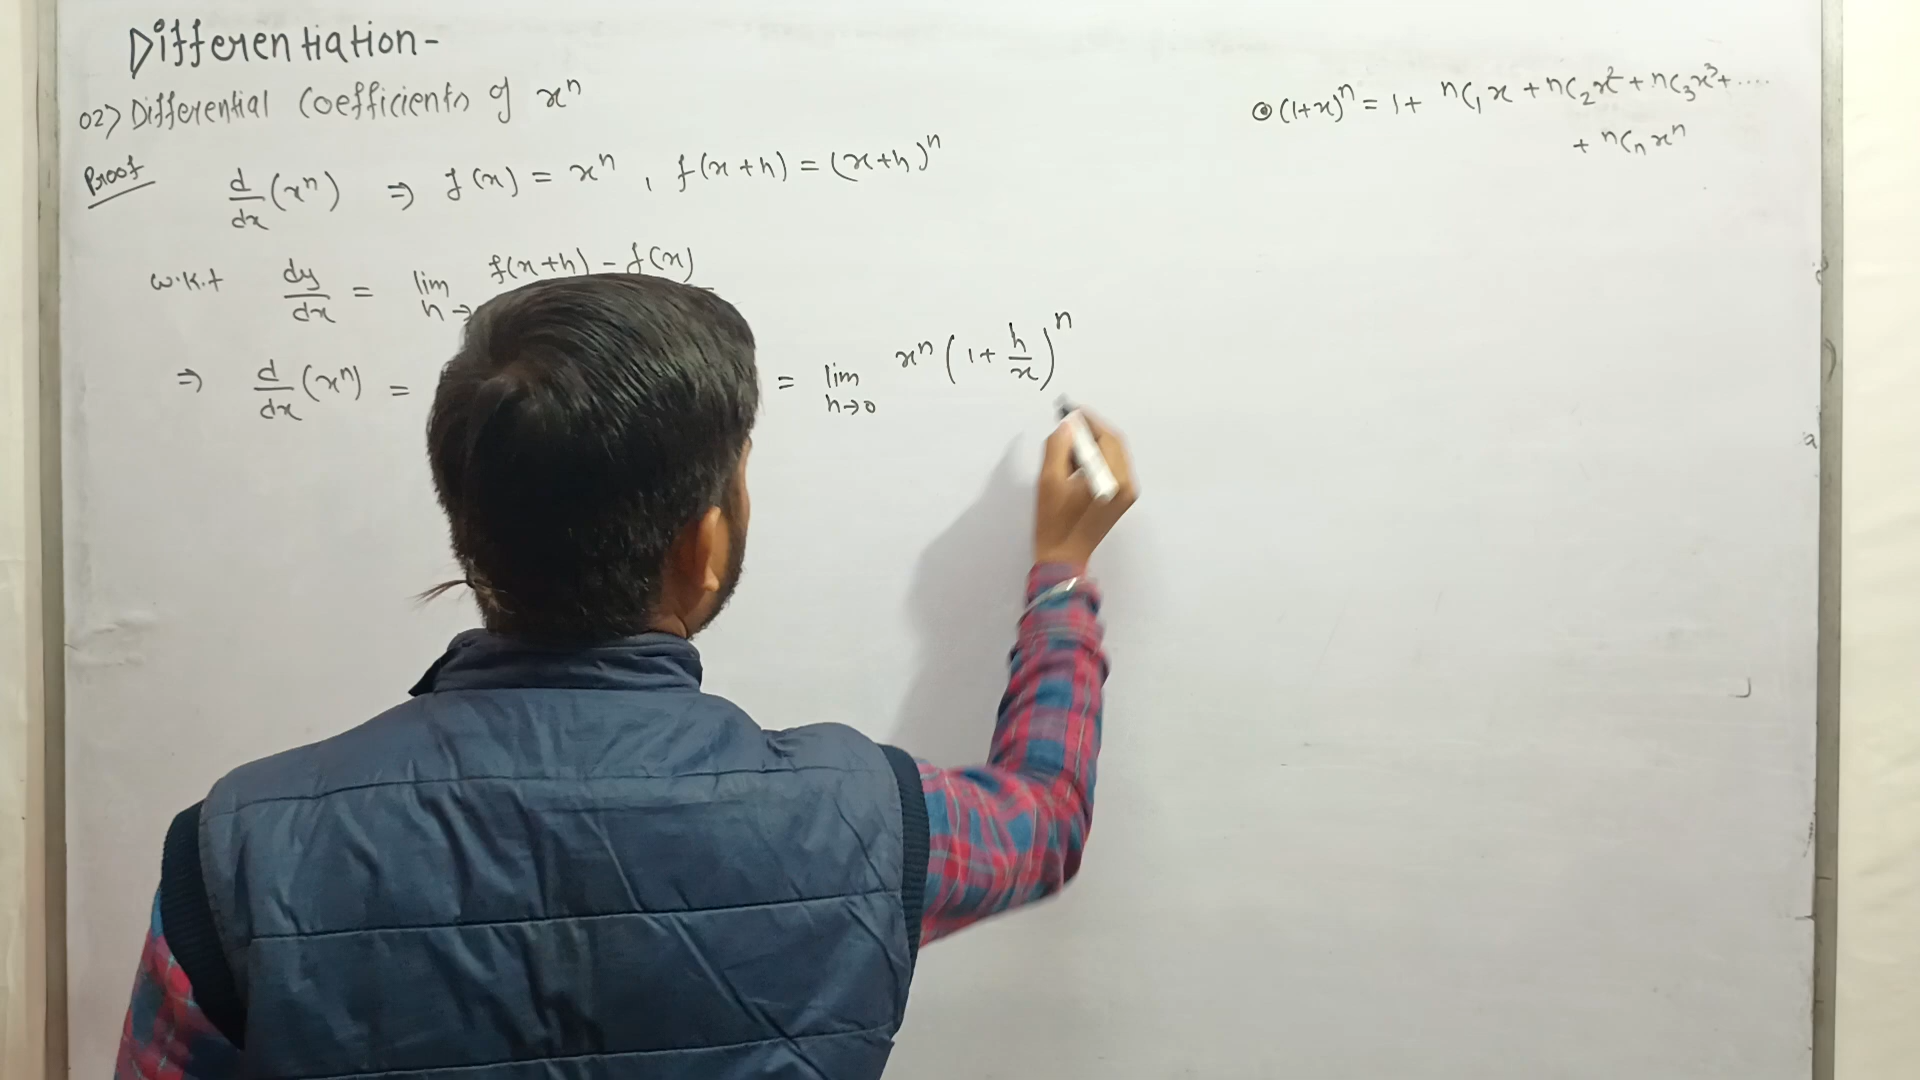 Differentiation-
02) Differential Coefficients of xⁿ
Proof
d/dx (xⁿ) ⇒ f(x) = xⁿ , f(x+h) = (x+h)ⁿ
w.k.t dy/dx = lim h→ f(x+h) - f(x)
⇒ d/dx (xⁿ) = = lim h→0 xⁿ (1+ h/x)ⁿ
⊙ (1+x)ⁿ = 1+ nC₁x + nC₂x² + nC₃x³ + ....
+ nCₙxⁿ